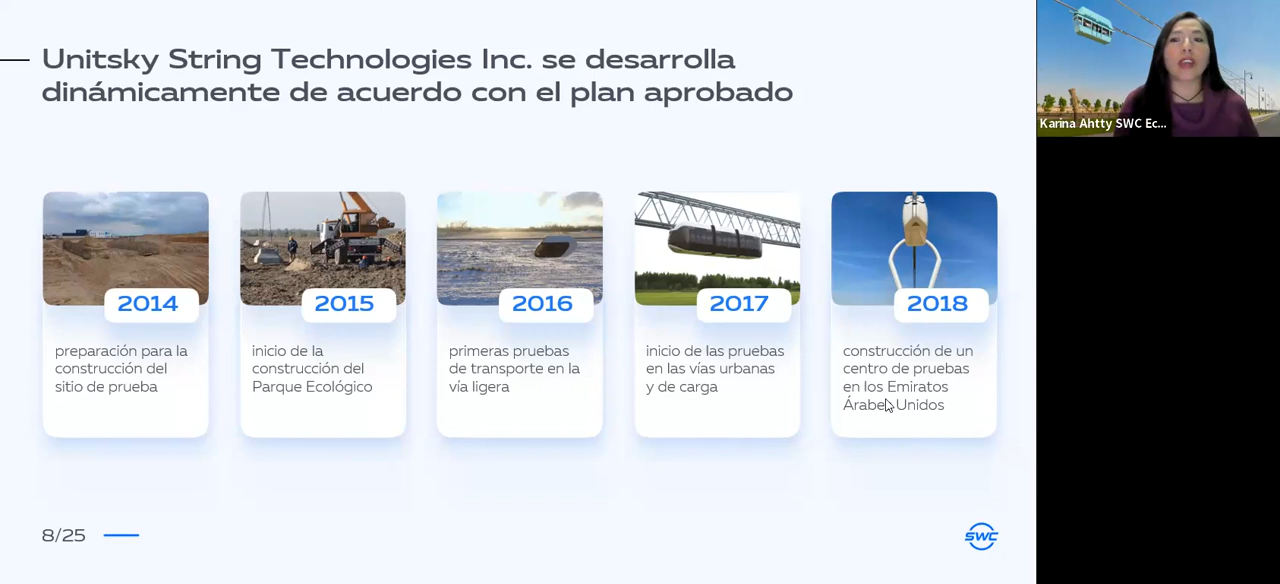 Unitsky String Technologies Inc. se desarrolla
dinámicamente de acuerdo con el plan aprobado
2014
preparación para la
construcción del
sitio de prueba
2015
inicio de la
construcción del
Parque Ecológico
2016
primeras pruebas
de transporte en la
vía ligera
2017
inicio de las pruebas
en las vías urbanas
y de carga
2018
construcción de un
centro de pruebas
en los Emiratos
Árabes Unidos
8/25
SWC
Karina Ahtty SWC Ec...